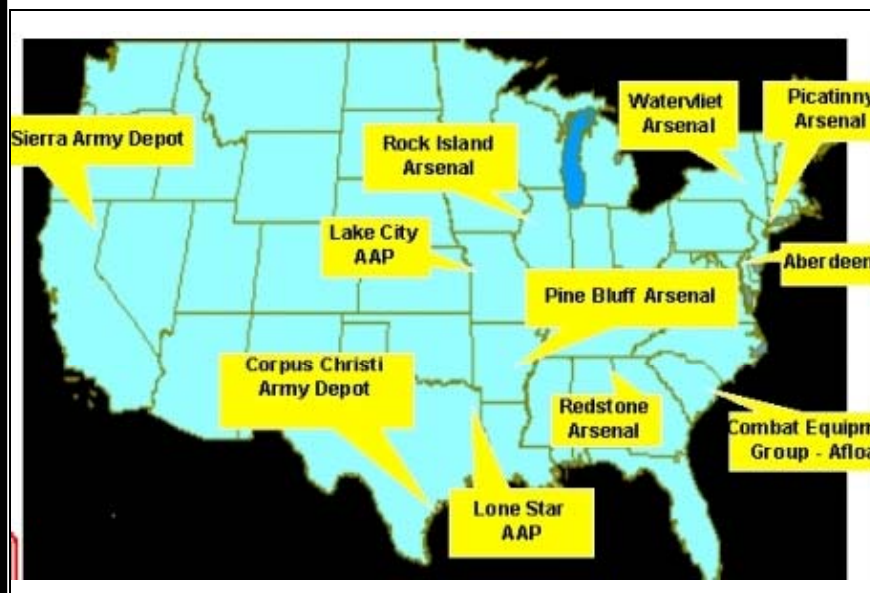 Watervliet
Arsenal
Picatinny
Arsenal
Sierra Army Depot
Rock Island
Arsenal
Lake City
AAP
Aberdeen
Pine Bluff Arsenal
Corpus Christi
Army Depot
Redstone
Arsenal
Combat Equipm
Group - Afloa
Lone Star
AAP